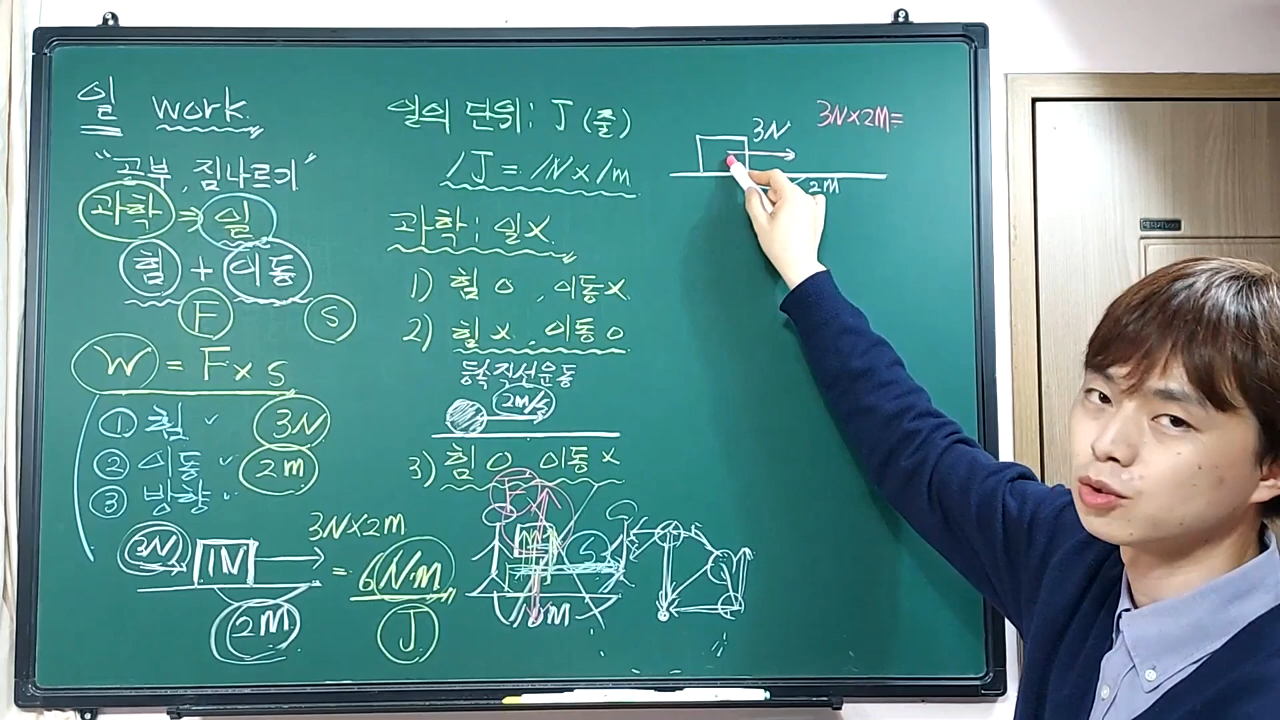 일 work.
"공부, 짐나르기"
과학 ⇒ 일
힘 + 이동
F S
W = F x s
① 힘 ✓ 3N
② 이동 ✓ 2m
③ 방향 ✓
3N×2M
3N = 6 N·m
2M J
일의 단위: J (줄)
1J = 1N x 1m
과학: 일X.
1) 힘 O, 이동X.
2) 힘 X, 이동 O
등속 직선운동
2m/s
3) 힘 O 이동 X
F
S
M
3N 3N×2M=
2M